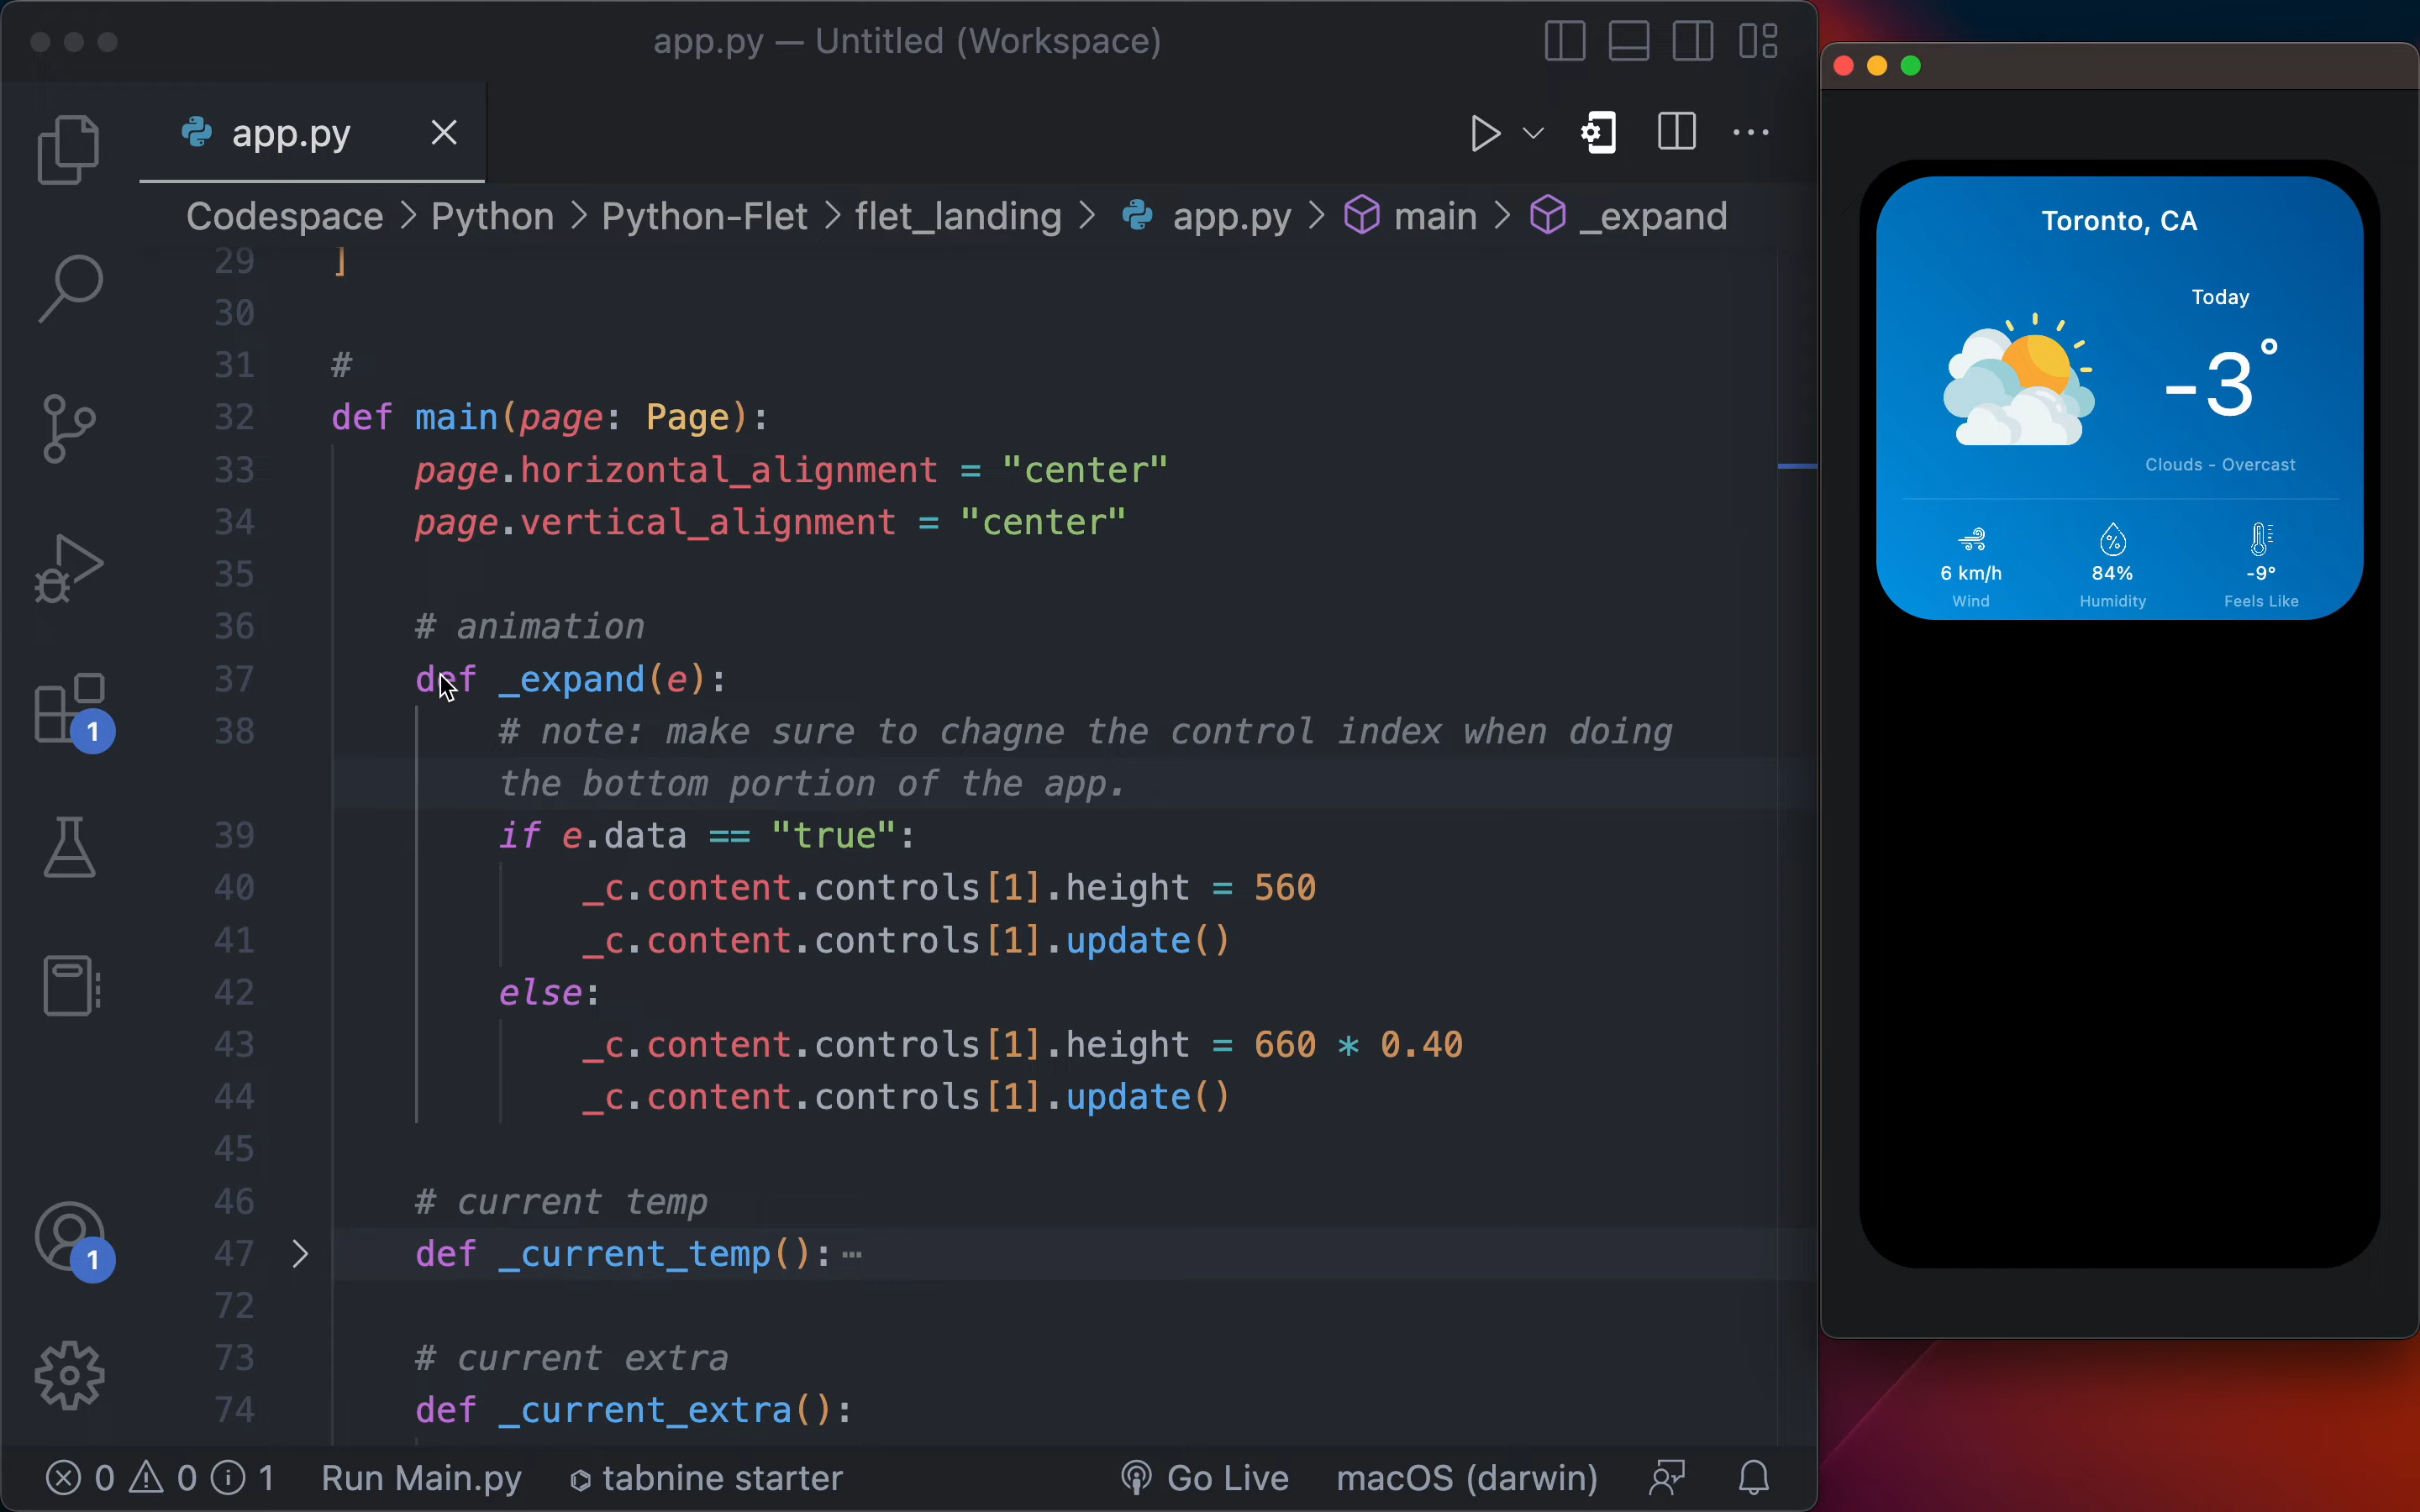 app.py — Untitled (Workspace)
app.py
Codespace > Python > Python-Flet > flet_landing > app.py > main > _expand
29 ]
30
31 #
32 def main(page: Page):
33 page.horizontal_alignment = "center"
34 page.vertical_alignment = "center"
35
36 # animation
37 def _expand(e):
38 # note: make sure to chagne the control index when doing
the bottom portion of the app.
39 if e.data == "true":
40 _c.content.controls[1].height = 560
41 _c.content.controls[1].update()
42 else:
43 _c.content.controls[1].height = 660 * 0.40
44 _c.content.controls[1].update()
45
46 # current temp
47 def _current_temp():⋯
72
73 # current extra
74 def _current_extra():
1
1
0 0 1 Run Main.py tabnine starter Go Live macOS (darwin)
Toronto, CA
Today
-3°
Clouds - Overcast
6 km/h 84% -9°
Wind Humidity Feels Like